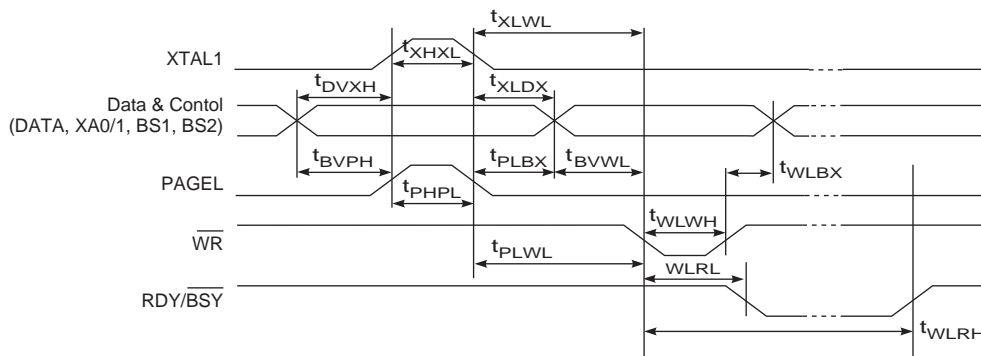 tXLWL
XTAL1
tXHXL
tDVXH
tXLDX
Data & Contol
(DATA, XA0/1, BS1, BS2)
tBVPH
tPLBX
tBVWL
tWLBX
PAGEL
tPHPL
tWLWH
WR
tPLWL
WLRL
RDY/BSY
tWLRH